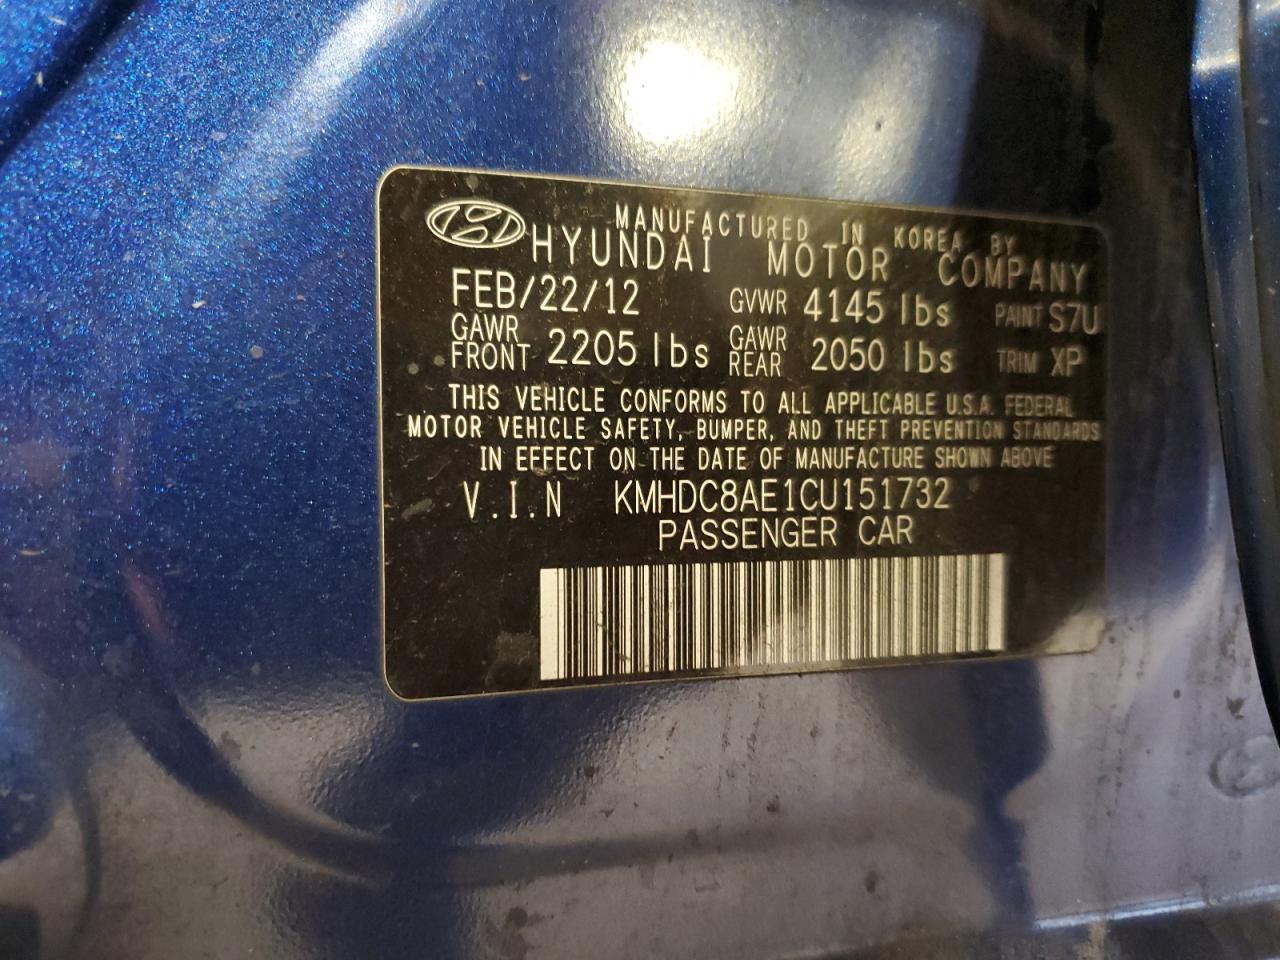 MANUFACTURED IN KOREA BY
HYUNDAI MOTOR COMPANY
FEB/22/12 GVWR 4145 lbs PAINT S7U
GAWR FRONT 2205 lbs GAWR REAR 2050 lbs TRIM XP
THIS VEHICLE CONFORMS TO ALL APPLICABLE U.S.A. FEDERAL
MOTOR VEHICLE SAFETY, BUMPER, AND THEFT PREVENTION STANDARDS
IN EFFECT ON THE DATE OF MANUFACTURE SHOWN ABOVE
V.I.N KMHDC8AE1CU151732
PASSENGER CAR